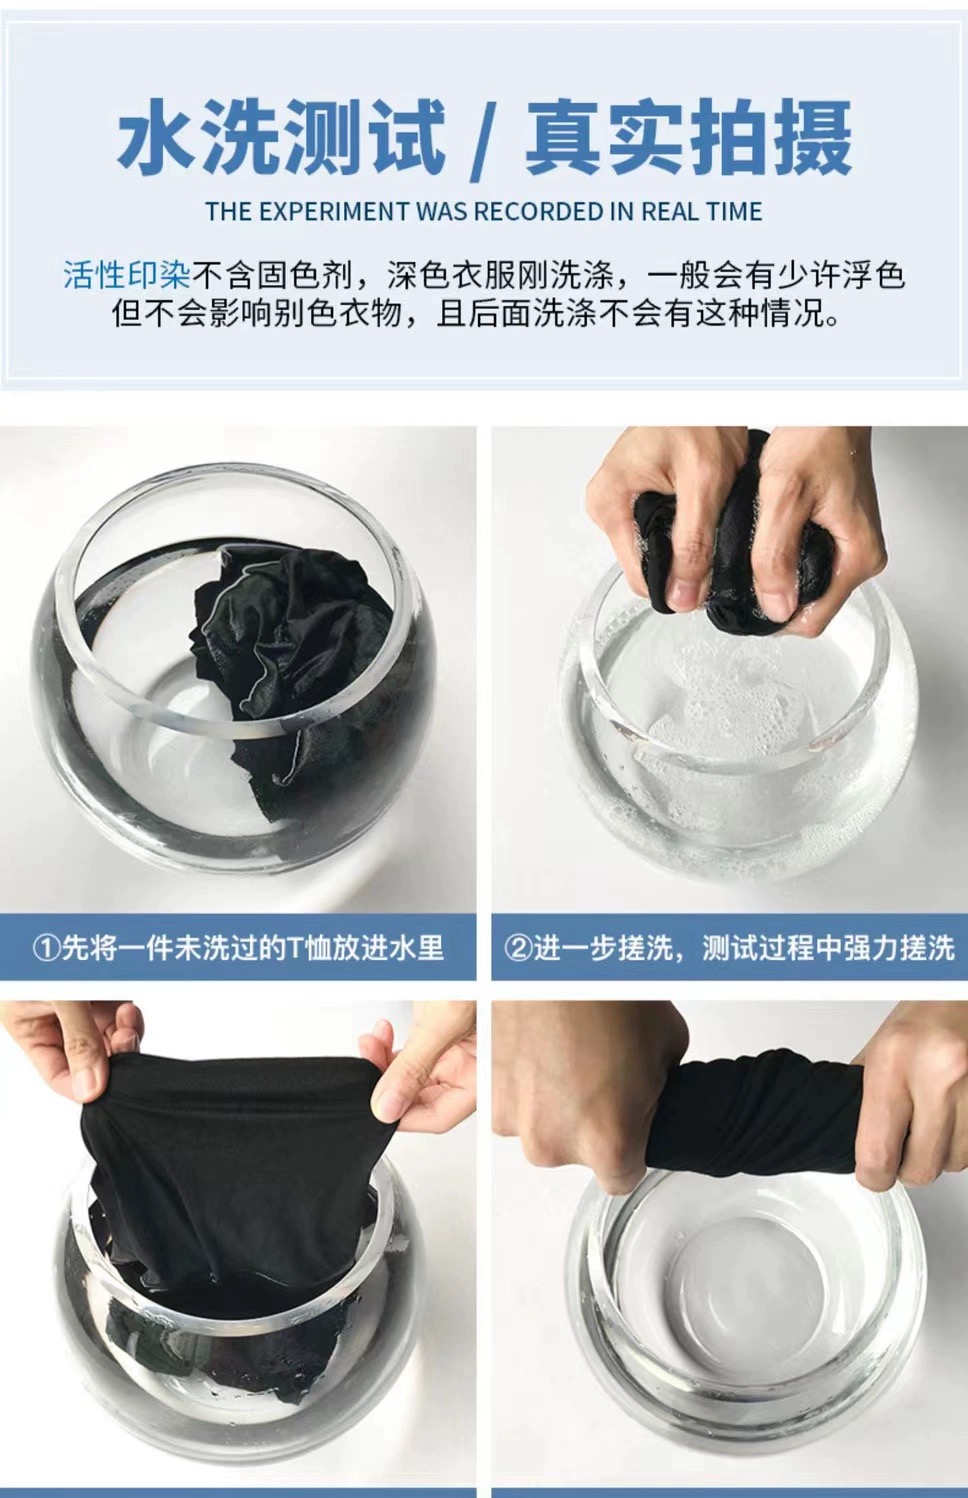 水洗测试 / 真实拍摄
THE EXPERIMENT WAS RECORDED IN REAL TIME
活性印染不含固色剂，深色衣服刚洗涤，一般会有少许浮色
但不会影响别色衣物，且后面洗涤不会有这种情况。
①先将一件未洗过的T恤放进水里
②进一步搓洗，测试过程中强力搓洗